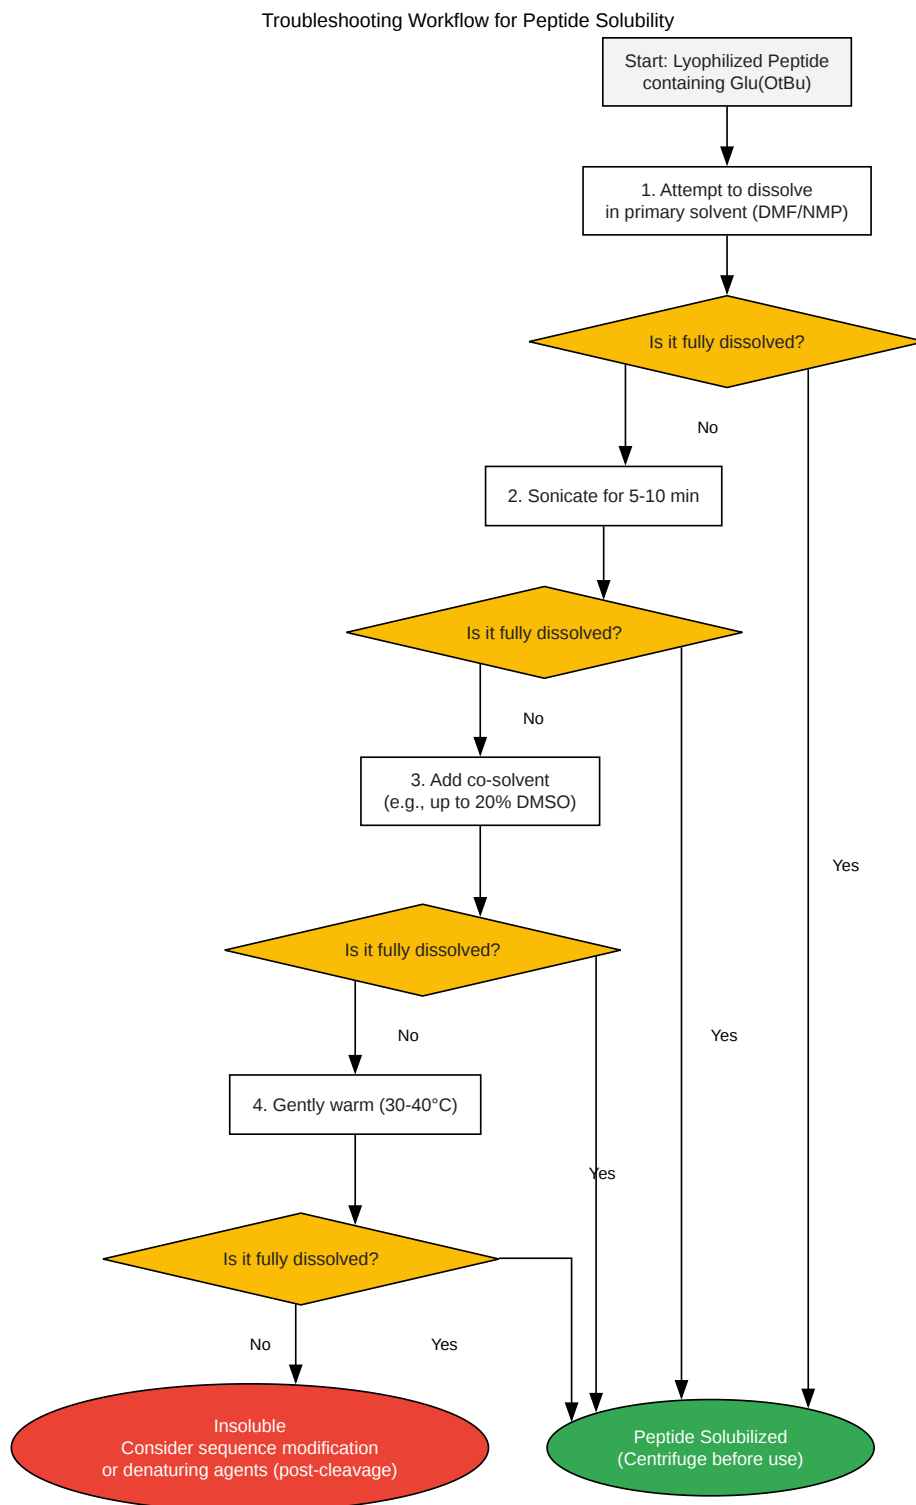 Troubleshooting Workflow for Peptide Solubility
Start: Lyophilized Peptide
containing Glu(OtBu)
1. Attempt to dissolve
in primary solvent (DMF/NMP)
Is it fully dissolved?
No
2. Sonicate for 5-10 min
Is it fully dissolved?
No
3. Add co-solvent
(e.g., up to 20% DMSO)
Yes
Is it fully dissolved?
No
Yes
4. Gently warm (30-40°C)
Yes
Is it fully dissolved?
No
Yes
Insoluble
Consider sequence modification
or denaturing agents (post-cleavage)
Peptide Solubilized
(Centrifuge before use)